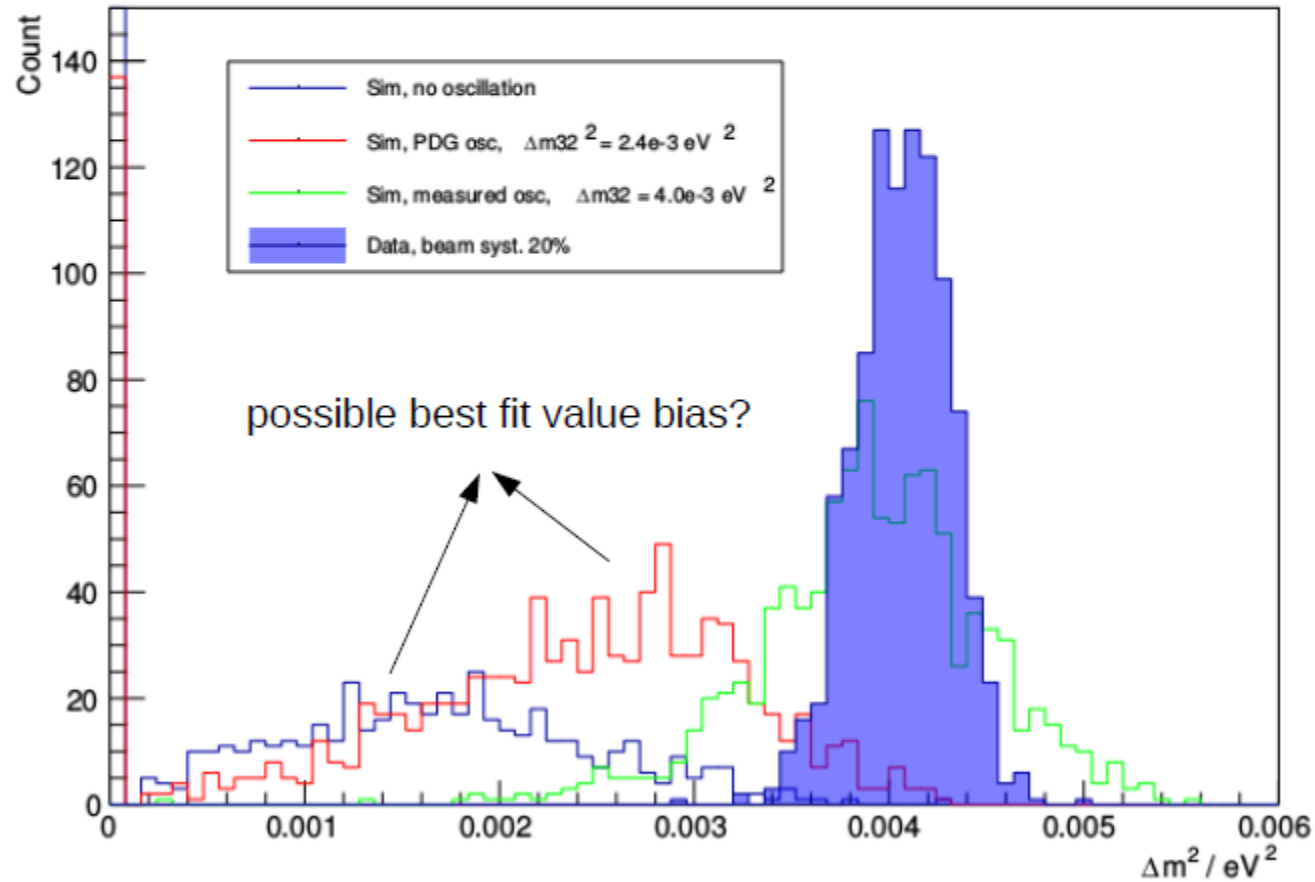 Count
140
120
100
80
60
40
20
0
Sim, no oscillation
Sim, PDG osc, Δm32 ² = 2.4e-3 eV ²
Sim, measured osc, Δm32 = 4.0e-3 eV ²
Data, beam syst. 20%
possible best fit value bias?
0 0.001 0.002 0.003 0.004 0.005 0.006
Δm² / eV²